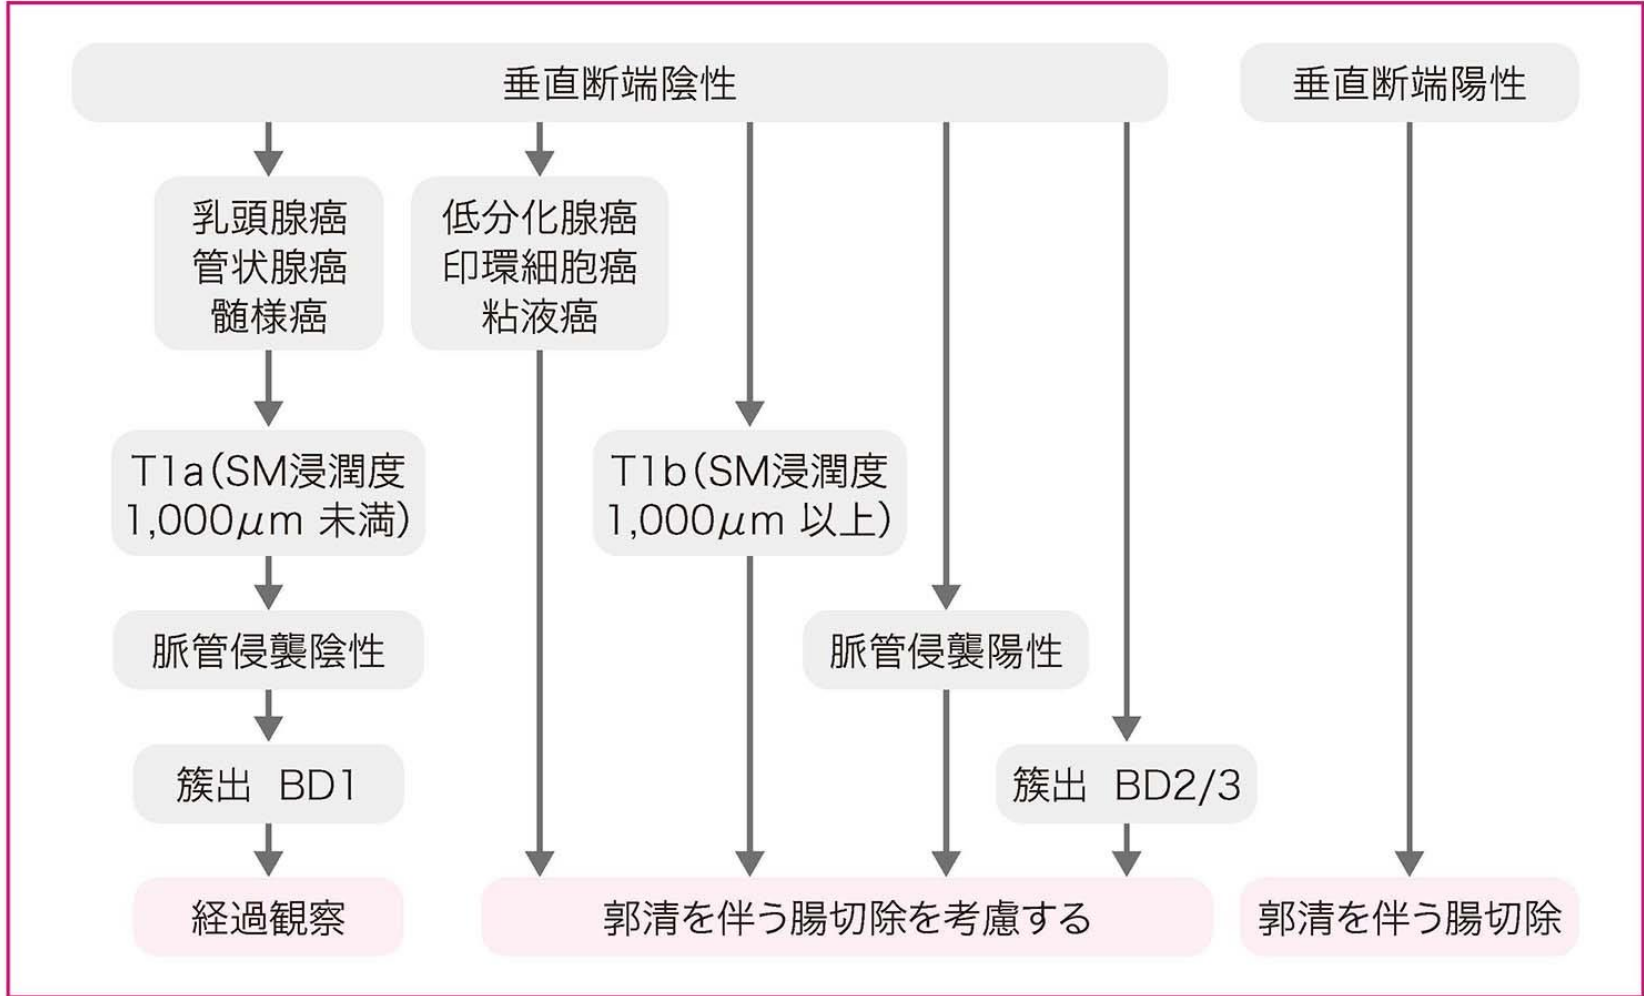 垂直断端陰性
垂直断端陽性
乳頭腺癌
管状腺癌
髄様癌
低分化腺癌
印環細胞癌
粘液癌
T1a(SM浸潤度
1,000μm 未満)
T1b(SM浸潤度
1,000μm 以上)
脈管侵襲陰性
脈管侵襲陽性
簇出 BD1
簇出 BD2/3
経過観察
郭清を伴う腸切除を考慮する
郭清を伴う腸切除